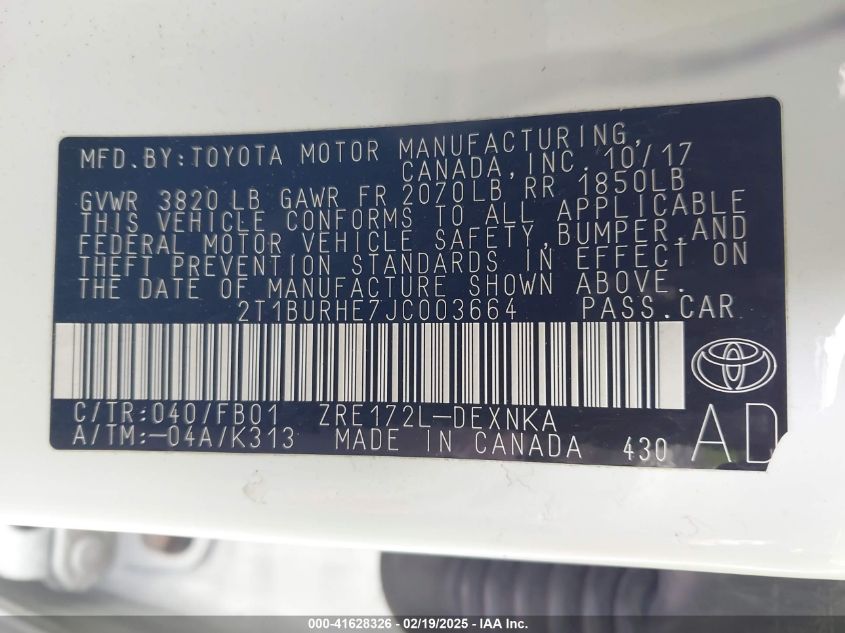 MFD.BY:TOYOTA MOTOR MANUFACTURING,
CANADA,INC. 10/17
GVWR 3820 LB GAWR FR 2070LB RR 1850LB
THIS VEHICLE CONFORMS TO ALL APPLICABLE
FEDERAL MOTOR VEHICLE SAFETY,BUMPER,AND
THEFT PREVENTION STANDARDS IN EFFECT ON
THE DATE OF MANUFACTURE SHOWN ABOVE.
2T1BURHE7JC003664 PASS.CAR
C/TR:040/FB01 ZRE172L-DEXNKA
A/TM:-04A/K313 MADE IN CANADA 430 AD
000-41628326 - 02/19/2025 - IAA Inc.